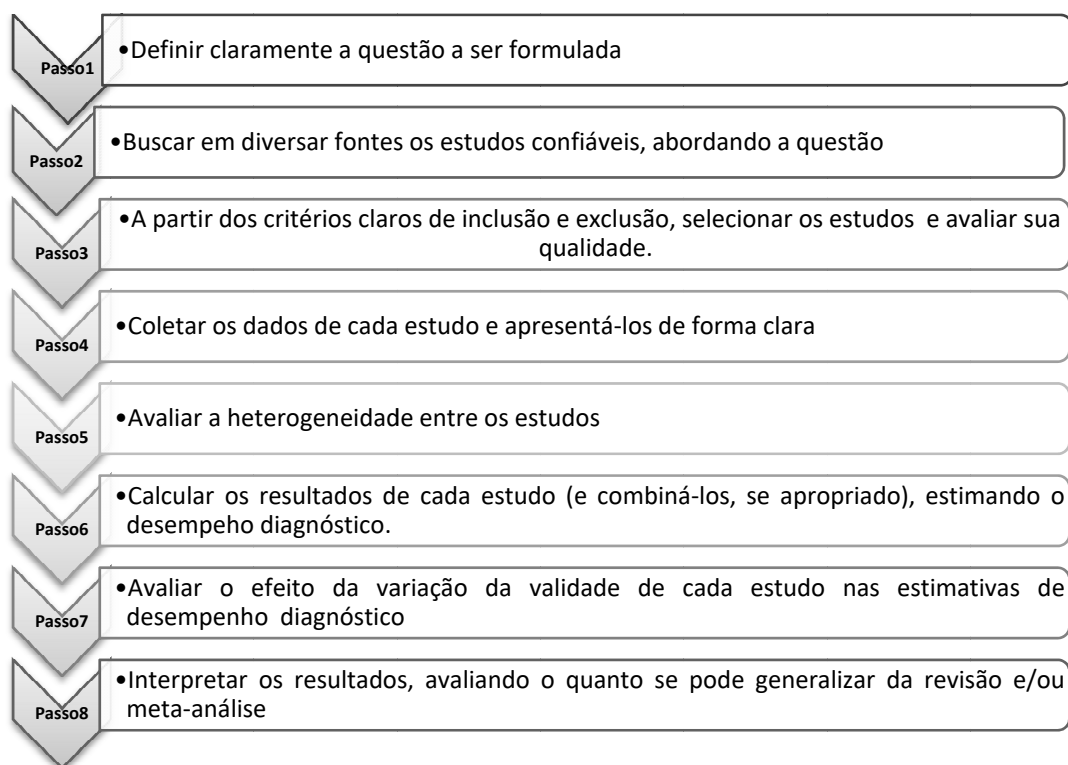 Passo1
•Definir claramente a questão a ser formulada
Passo2
•Buscar em diversar fontes os estudos confiáveis, abordando a questão
Passo3
•A partir dos critérios claros de inclusão e exclusão, selecionar os estudos e avaliar sua
qualidade.
Passo4
•Coletar os dados de cada estudo e apresentá-los de forma clara
Passo5
•Avaliar a heterogeneidade entre os estudos
Passo6
•Calcular os resultados de cada estudo (e combiná-los, se apropriado), estimando o
desempeho diagnóstico.
Passo7
•Avaliar o efeito da variação da validade de cada estudo nas estimativas de
desempenho diagnóstico
Passo8
•Interpretar os resultados, avaliando o quanto se pode generalizar da revisão e/ou
meta-análise